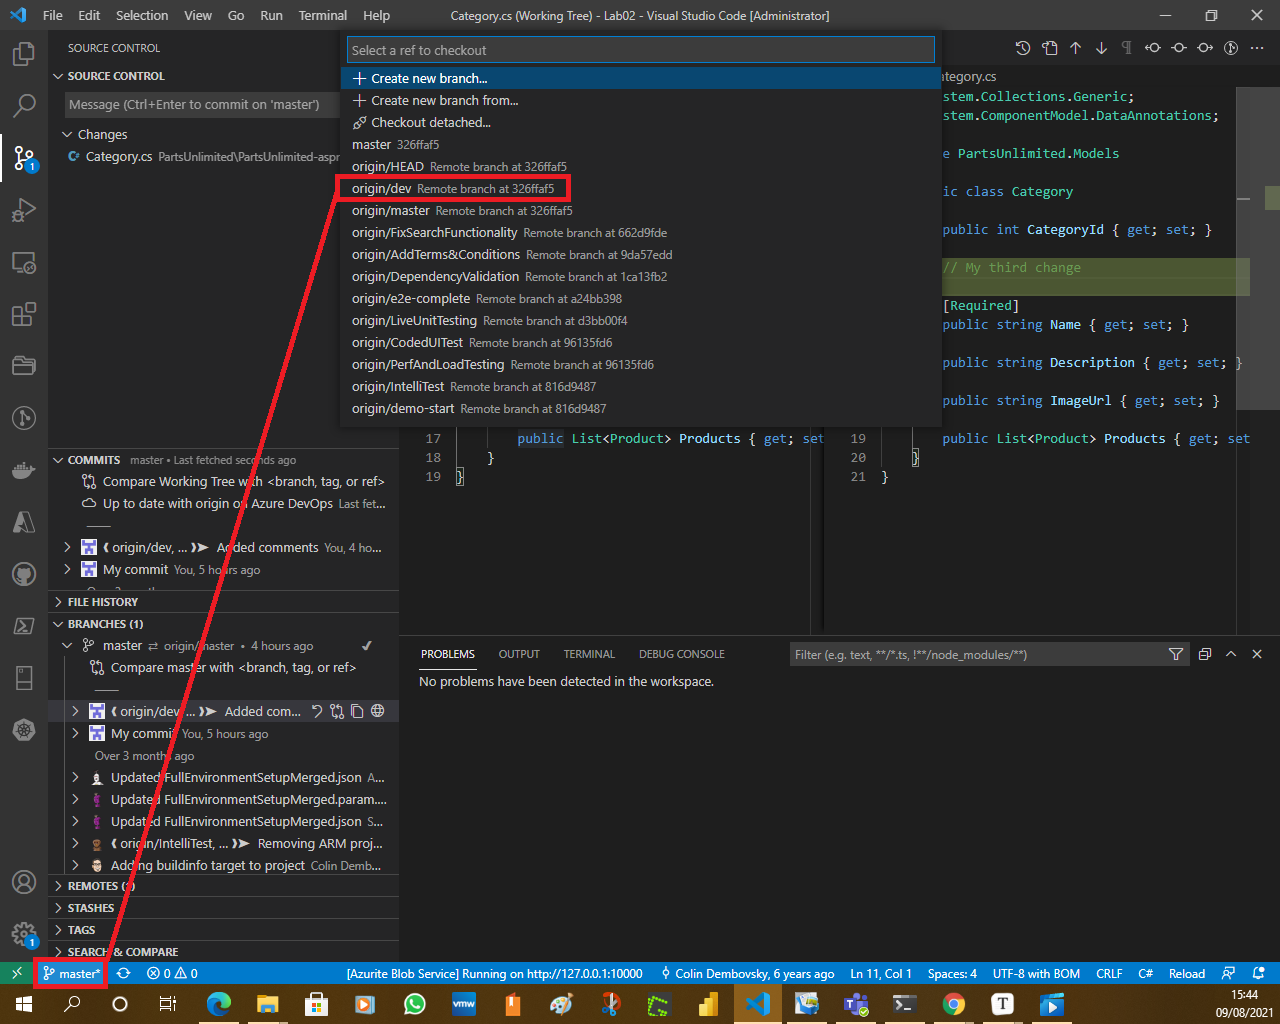 File Edit Selection View Go Run Terminal Help
Category.cs (Working Tree) - Lab02 - Visual Studio Code [Administrator]
SOURCE CONTROL
SOURCE CONTROL
Message (Ctrl+Enter to commit on 'master')
Changes
Category.cs PartsUnlimited\PartsUnlimited-aspr
1
Select a ref to checkout
Create new branch...
Create new branch from...
Checkout detached...
master 326ffaf5
origin/HEAD Remote branch at 326ffaf5
origin/dev Remote branch at 326ffaf5
origin/master Remote branch at 326ffaf5
origin/FixSearchFunctionality Remote branch at 662d9fde
origin/AddTerms&Conditions Remote branch at 9da57edd
origin/DependencyValidation Remote branch at 1ca13fb2
origin/e2e-complete Remote branch at a24bb398
origin/LiveUnitTesting Remote branch at d3bb00f4
origin/CodedUITest Remote branch at 96135fd6
origin/PerfAndLoadTesting Remote branch at 96135fd6
origin/IntelliTest Remote branch at 816d9487
origin/demo-start Remote branch at 816d9487
ategory.cs
stem.Collections.Generic;
stem.ComponentModel.DataAnnotations;
e PartsUnlimited.Models
ic class Category
public int CategoryId { get; set; }
// My third change
[Required]
public string Name { get; set; }
public string Description { get; set; }
public string ImageUrl { get; set; }
17 public List<Product> Products { get; set
18 }
19 }
19 public List<Product> Products { get; set
20 }
21 }
COMMITS master • Last fetched seconds ago
Compare Working Tree with <branch, tag, or ref>
Up to date with origin on Azure DevOps Last fet...
origin/dev, ... Added comments You, 4 ho...
My commit You, 5 hours ago
FILE HISTORY
BRANCHES (1)
master ⇄ origin/master • 4 hours ago ✓
Compare master with <branch, tag, or ref>
origin/dev, ... Added com...
My commit You, 5 hours ago
Over 3 months ago
Updated FullEnvironmentSetupMerged.json A...
Updated FullEnvironmentSetupMerged.param....
Updated FullEnvironmentSetupMerged.json S...
origin/IntelliTest, ... Removing ARM proj...
Adding buildinfo target to project Colin Demb...
REMOTES (1)
STASHES
TAGS
SEARCH & COMPARE
1
PROBLEMS OUTPUT TERMINAL DEBUG CONSOLE
Filter (e.g. text, **/*.ts, !**/node_modules/**)
No problems have been detected in the workspace.
master* 0 0 [Azurite Blob Service] Running on http://127.0.0.1:10000 Colin Dembovsky, 6 years ago Ln 11, Col 1 Spaces: 4 UTF-8 with BOM CRLF C# Reload
vmw T
15:44
09/08/2021